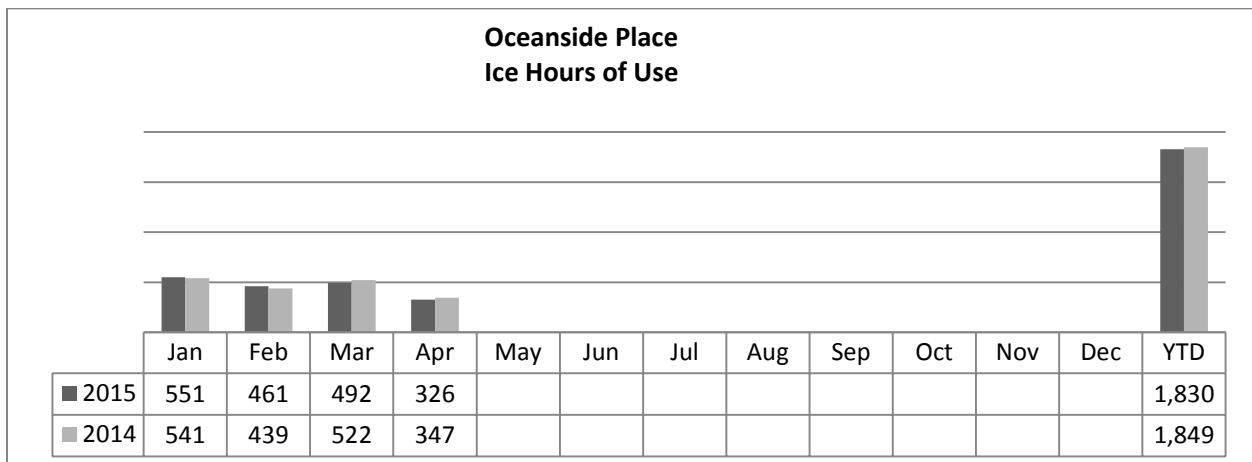 Oceanside Place
Ice Hours of Use
Jan Feb Mar Apr May Jun Jul Aug Sep Oct Nov Dec YTD
2015 551 461 492 326 1,830
2014 541 439 522 347 1,849